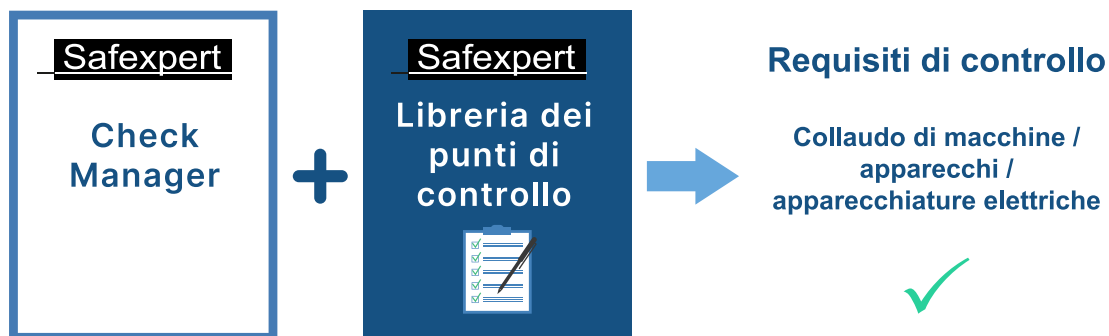 Safexpert
Check
Manager
+
Safexpert
Libreria dei
punti di
controllo
Requisiti di controllo
Collaudo di macchine /
apparecchi /
apparecchiature elettriche